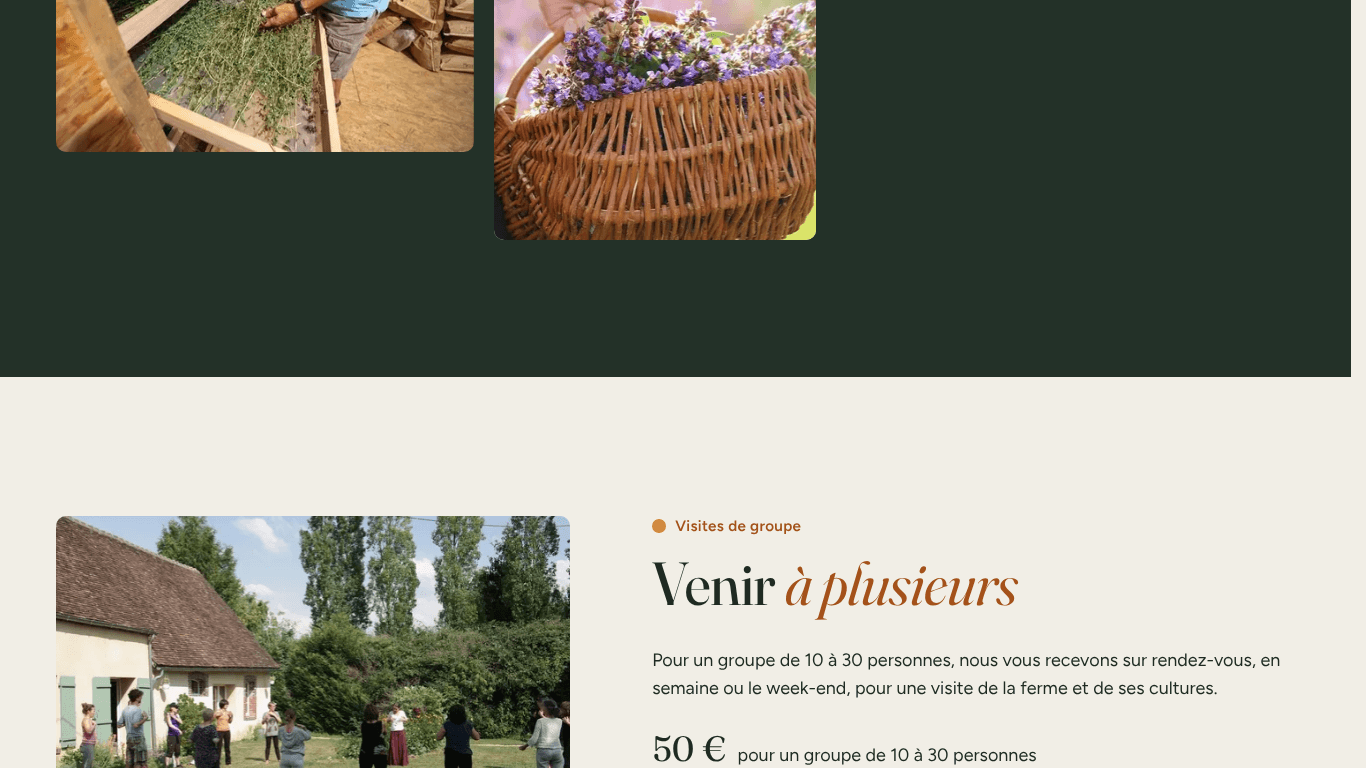 Visites de groupe
Venir à plusieurs
Pour un groupe de 10 à 30 personnes, nous vous recevons sur rendez-vous, en
semaine ou le week-end, pour une visite de la ferme et de ses cultures.
50 € pour un groupe de 10 à 30 personnes